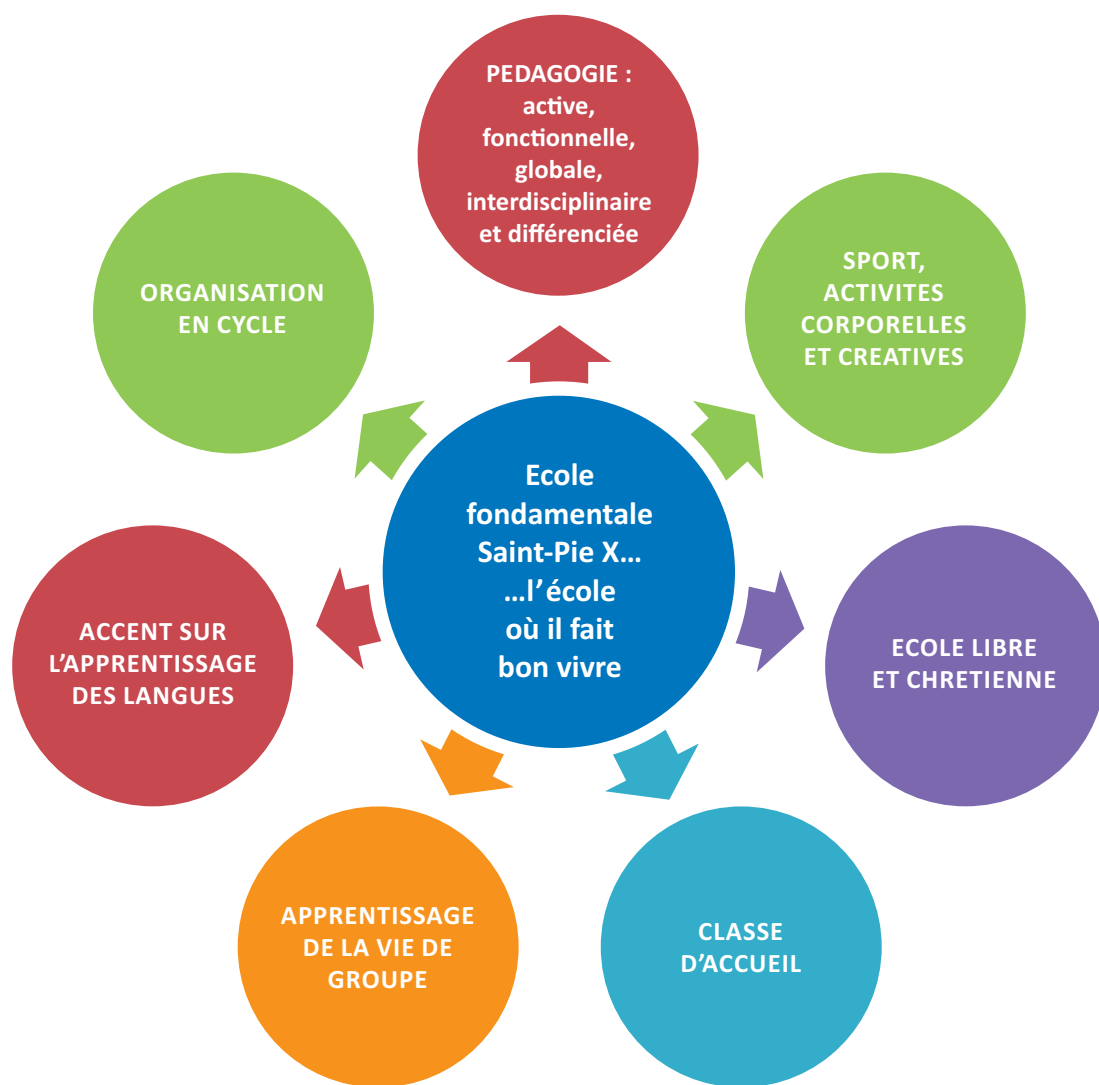 PEDAGOGIE :
active,
fonctionnelle,
globale,
interdisciplinaire
et différenciée
SPORT,
ACTIVITES
CORPORELLES
ET CREATIVES
ECOLE LIBRE
ET CHRETIENNE
CLASSE
D’ACCUEIL
APPRENTISSAGE
DE LA VIE DE
GROUPE
ACCENT SUR
L’APPRENTISSAGE
DES LANGUES
ORGANISATION
EN CYCLE
Ecole
fondamentale
Saint-Pie X...
...l’école
où il fait
bon vivre